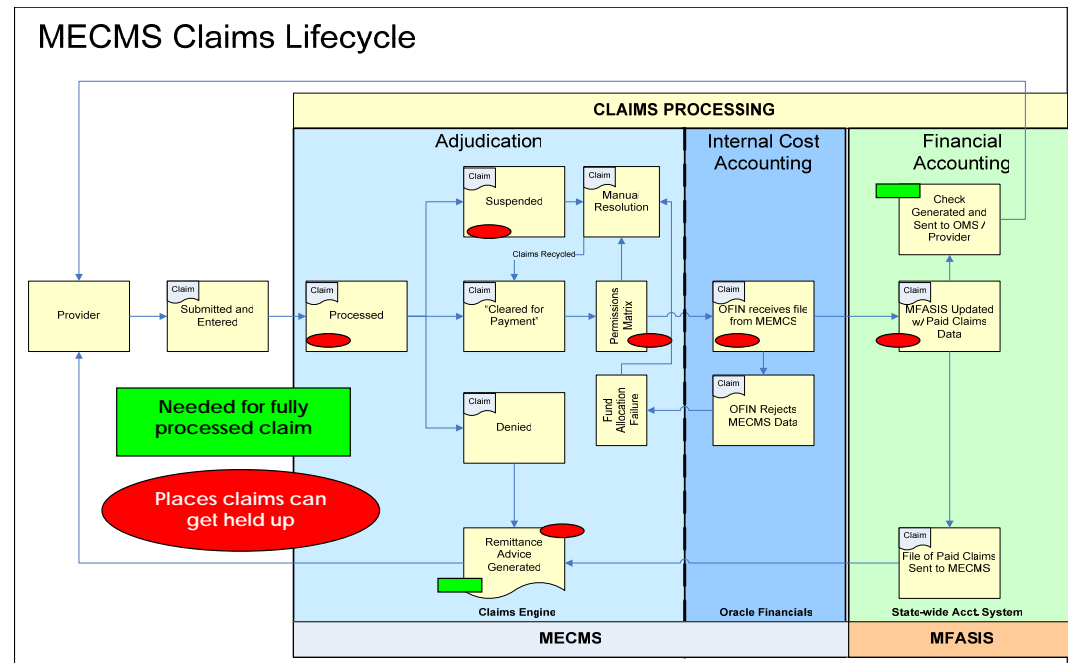 MECMS Claims Lifecycle
CLAIMS PROCESSING
Adjudication
Internal Cost
Accounting
Financial
Accounting
Claim
Suspended
Claim
Manual
Resolution
Check
Generated and
Sent to OMS /
Provider
Claims Recycled
Provider
Claim
Submitted and
Entered
Claim
Processed
Claim
"Cleared for
Payment"
Permissions
Matrix
Claim
OFIN receives file
from MEMCS
Claim
MFASIS Updated
w/ Paid Claims
Data
Needed for fully
processed claim
Claim
Denied
Fund
Allocation
Failure
Claim
OFIN Rejects
MECMS Data
Places claims can
get held up
Remittance
Advice
Generated
Claim
File of Paid Claims
Sent to MECMS
Claims Engine
Oracle Financials
State-wide Acct. System
MECMS
MFASIS